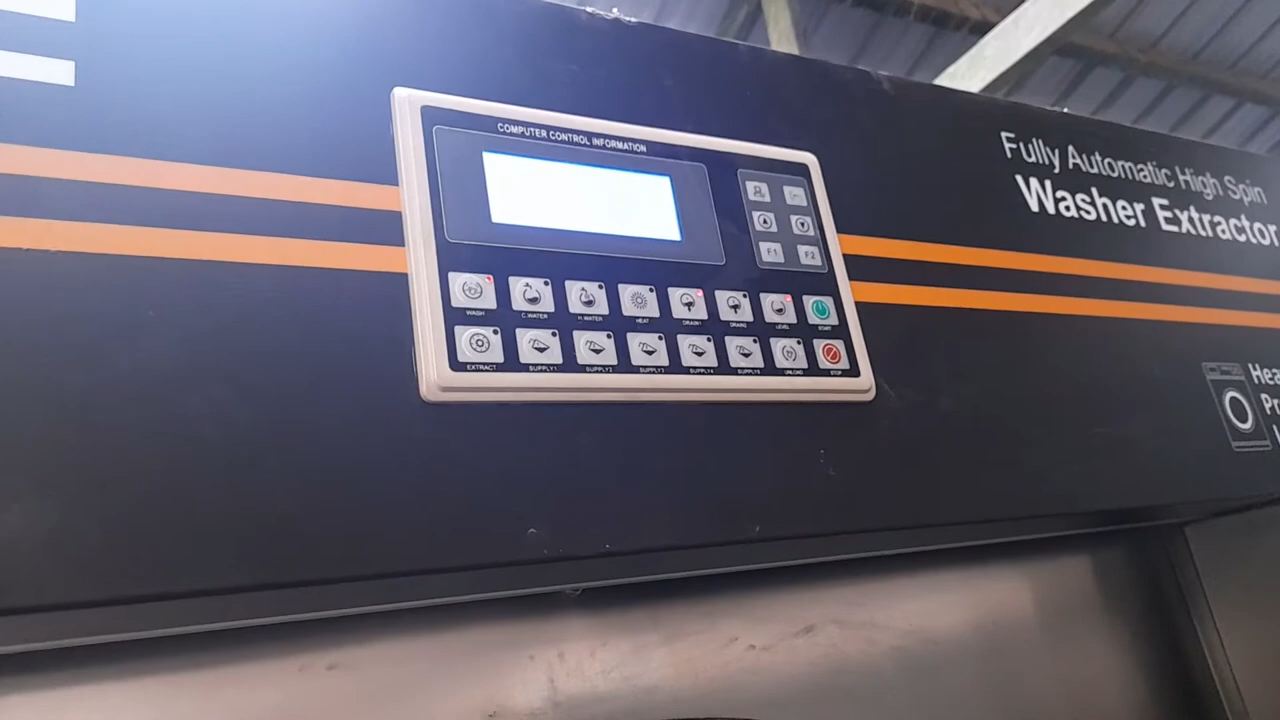 COMPUTER CONTROL INFORMATION
F1 F2
WASH C.WATER H.WATER HEAT DRAIN1 DRAIN2 LEVEL START
EXTRACT SUPPLY1 SUPPLY2 SUPPLY3 SUPPLY4 SUPPLY5 UNLOAD STOP
Fully Automatic High Spin
Washer Extractor